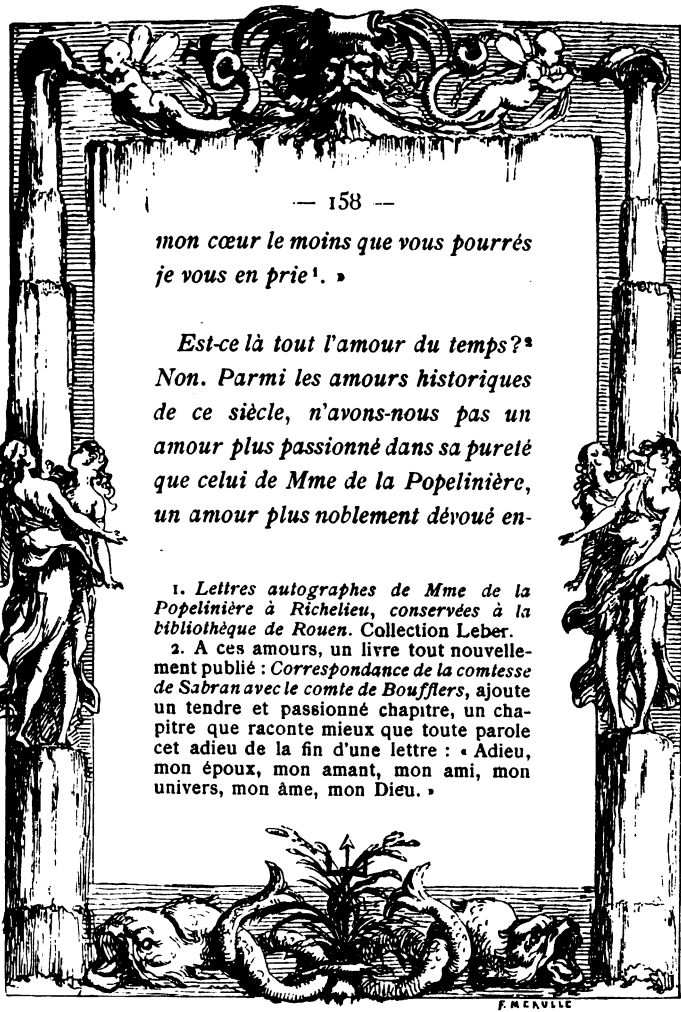 — 158 —
mon cœur le moins que vous pourrés
je vous en prie¹. »
Est-ce là tout l'amour du temps?²
Non. Parmi les amours historiques
de ce siècle, n'avons-nous pas un
amour plus passionné dans sa pureté
que celui de Mme de la Popelinière,
un amour plus noblement dévoué en-
1. Lettres autographes de Mme de la
Popelinière à Richelieu, conservées à la
bibliothèque de Rouen. Collection Leber.
2. A ces amours, un livre tout nouvelle-
ment publié : Correspondance de la comtesse
de Sabran avec le comte de Boufflers, ajoute
un tendre et passionné chapitre, un cha-
pitre que raconte mieux que toute parole
cet adieu de la fin d'une lettre : « Adieu,
mon époux, mon amant, mon ami, mon
univers, mon âme, mon Dieu. »
F. MEAULLE